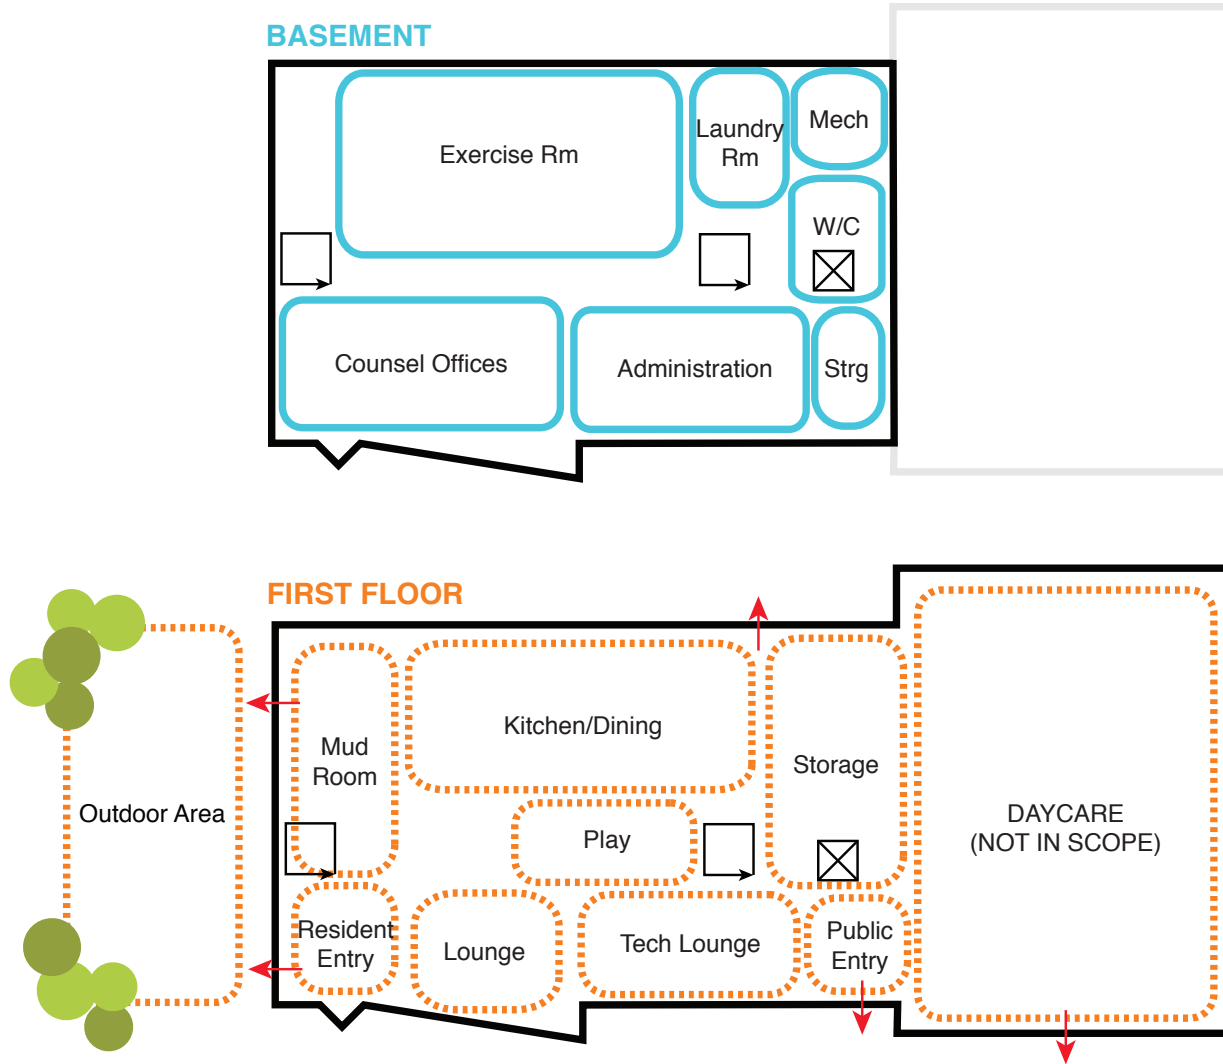 BASEMENT
Exercise Rm
Laundry
Rm
Mech
W/C
Counsel Offices
Administration
Strg
FIRST FLOOR
Mud
Room
Kitchen/Dining
Storage
Outdoor Area
Play
DAYCARE
(NOT IN SCOPE)
Resident
Entry
Lounge
Tech Lounge
Public
Entry